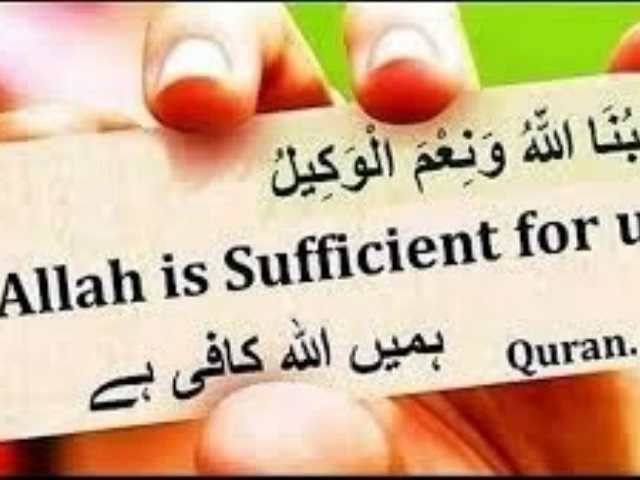 اللّٰهُ وَنِعْمَ الْوَكِيلُ
Allah is Sufficient for
ہمیں اللہ کافی ہے
Quran.